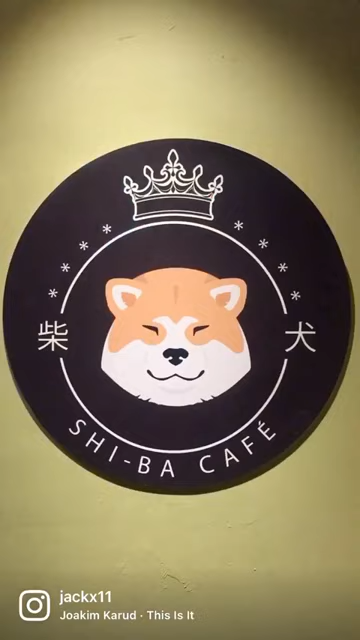 柴 犬
SHI-BA CAFÉ
jackx11
Joakim Karud · This Is It